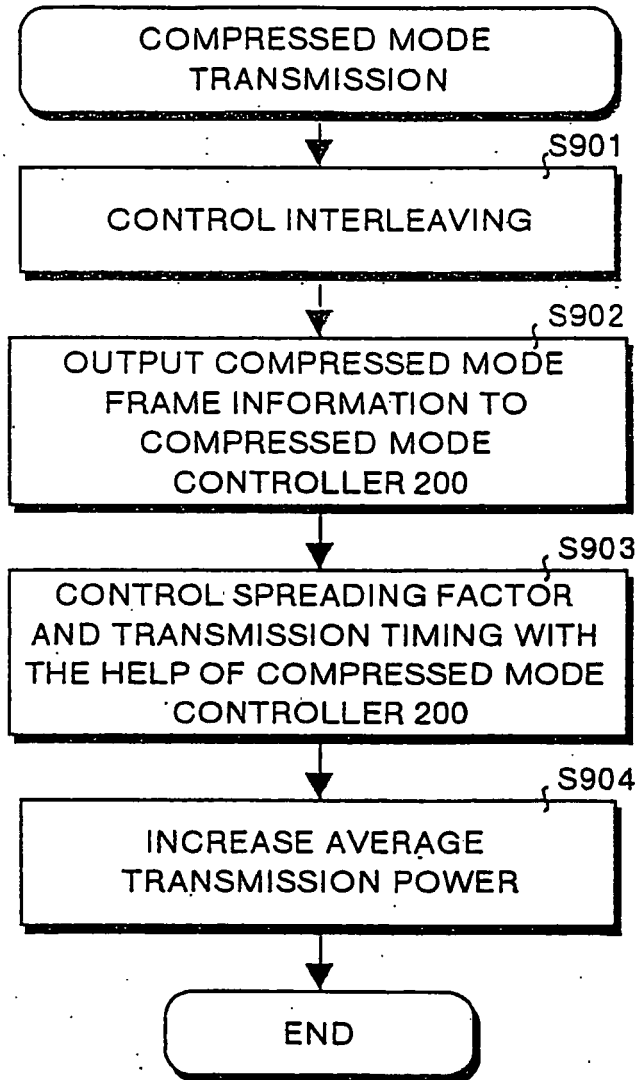 COMPRESSED MODE
TRANSMISSION
S901
CONTROL INTERLEAVING
S902
OUTPUT COMPRESSED MODE
FRAME INFORMATION TO
COMPRESSED MODE
CONTROLLER 200
S903
CONTROL SPREADING FACTOR
AND TRANSMISSION TIMING WITH
THE HELP OF COMPRESSED MODE
CONTROLLER 200
S904
INCREASE AVERAGE
TRANSMISSION POWER
END